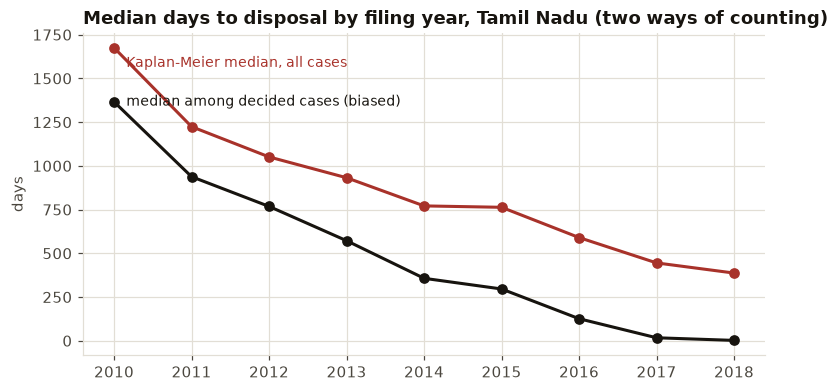 Median days to disposal by filing year, Tamil Nadu (two ways of counting)
1750
Kaplan-Meier median, all cases
1500
median among decided cases (biased)
1250
1000
days
750
500
250
0
2010 2011 2012 2013 2014 2015 2016 2017 2018